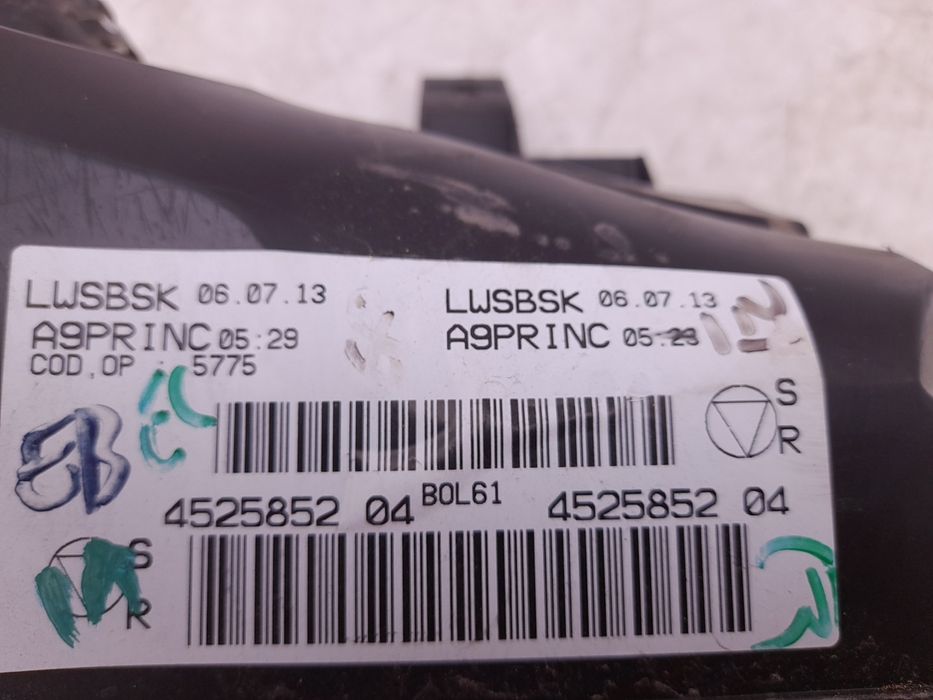 LWSBSK 06.07.13 LWSBSK 06.07.13
A9PRINC 05:29 A9PRINC 05:28
COD.OP : 5775
S
R
4525852 04 BOL61 4525852 04
S
R